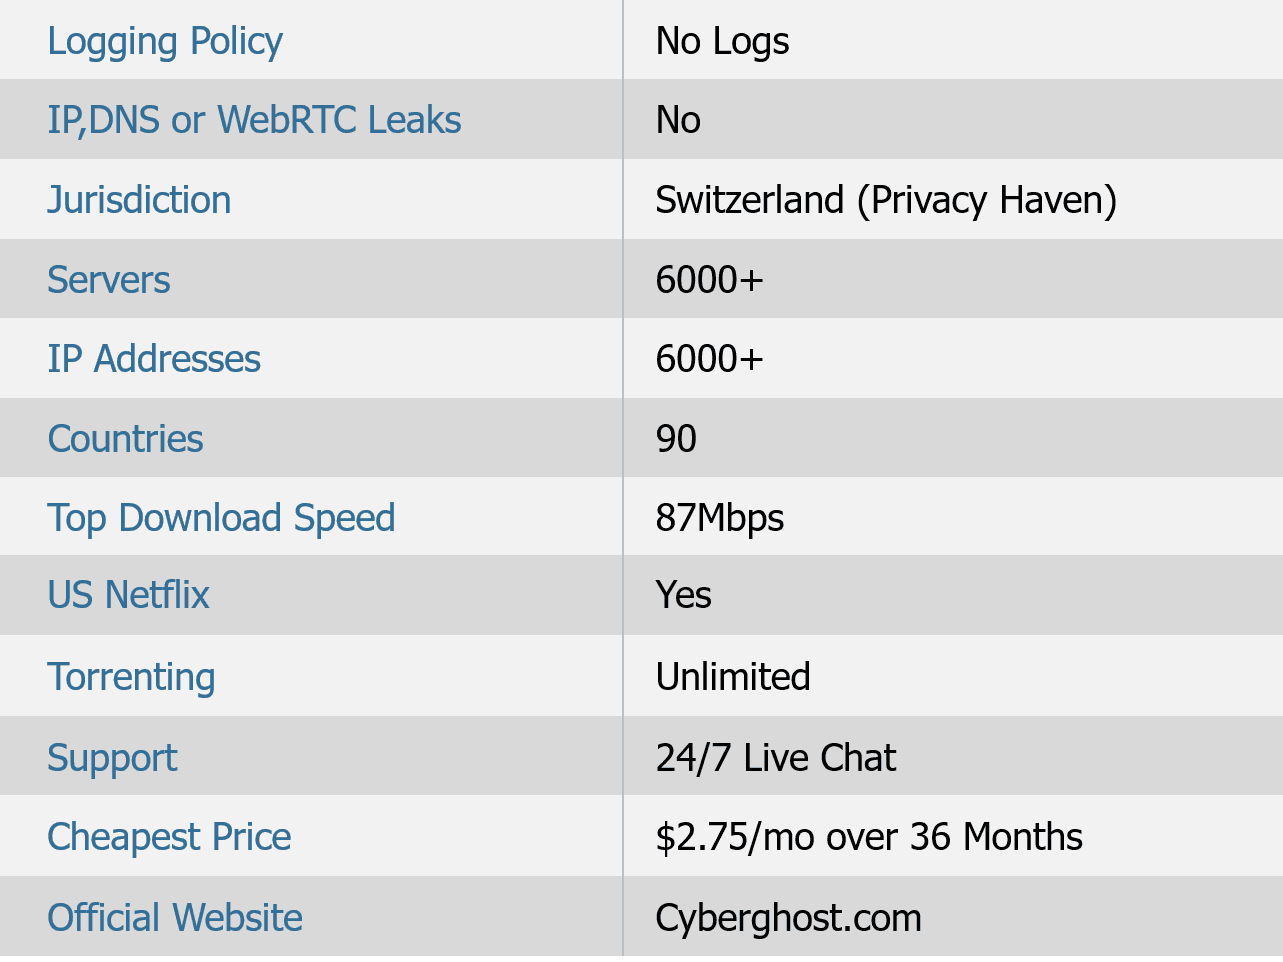 Logging Policy No Logs
IP,DNS or WebRTC Leaks No
Jurisdiction Switzerland (Privacy Haven)
Servers 6000+
IP Addresses 6000+
Countries 90
Top Download Speed 87Mbps
US Netflix Yes
Torrenting Unlimited
Support 24/7 Live Chat
Cheapest Price $2.75/mo over 36 Months
Official Website Cyberghost.com